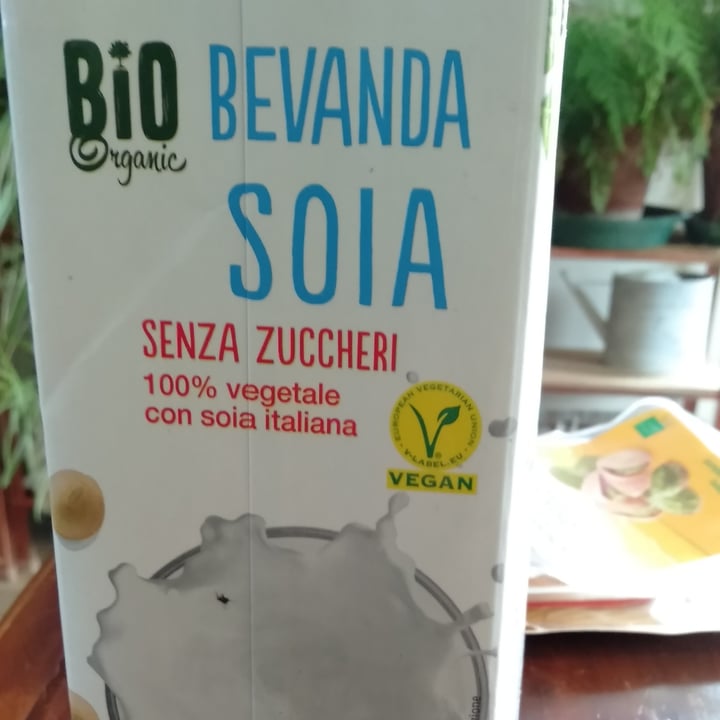 BiO
Organic
BEVANDA
SOIA
SENZA ZUCCHERI
100% vegetale
con soia italiana
EUROPEAN VEGETARIAN UNION
V-LABEL.EU
VEGAN